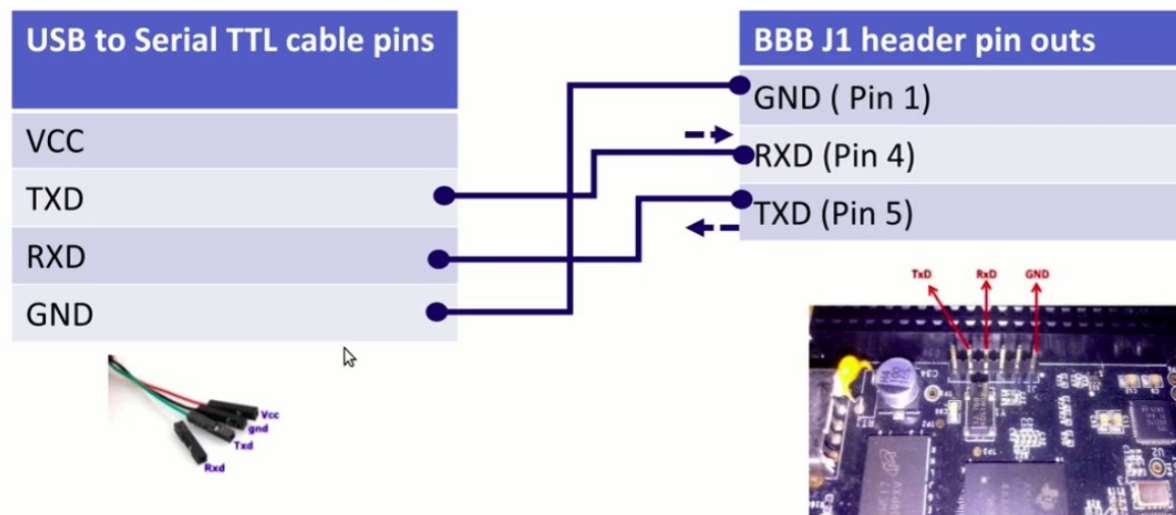 USB to Serial TTL cable pins
VCC
TXD
RXD
GND
BBB J1 header pin outs
GND ( Pin 1)
RXD (Pin 4)
TXD (Pin 5)
TxD RxD GND
Vcc
gnd
Txd
Rxd